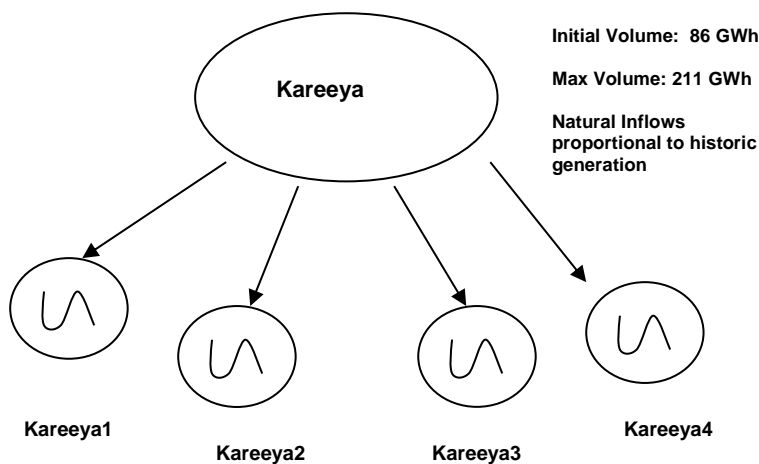 Kareeya
Initial Volume: 86 GWh
Max Volume: 211 GWh
Natural Inflows
proportional to historic
generation
Kareeya1
Kareeya2
Kareeya3
Kareeya4